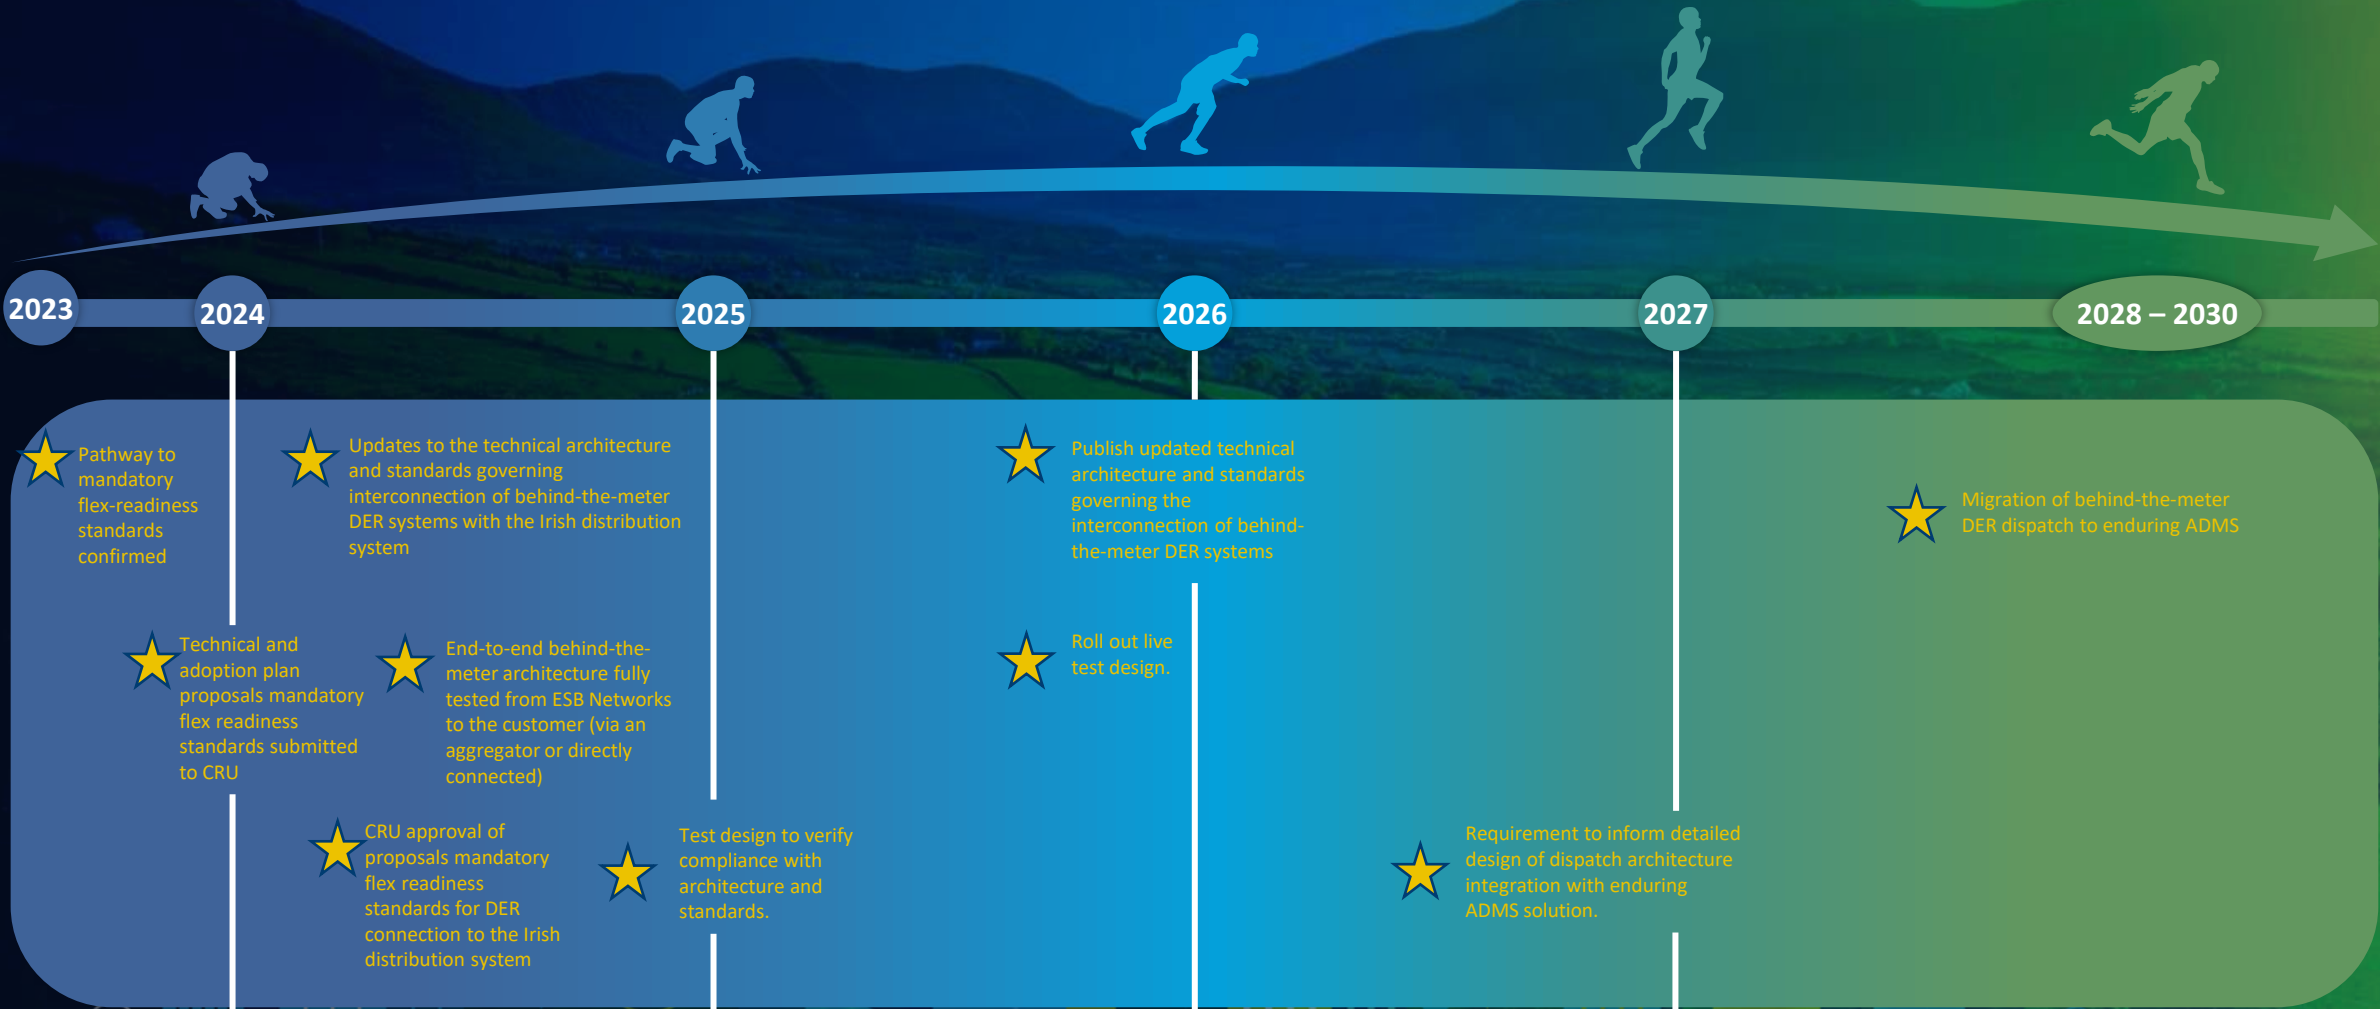 2023
2024
2025
2026
2027
2028 – 2030
Pathway to
mandatory
flex-readiness
standards
confirmed
Updates to the technical architecture
and standards governing
interconnection of behind-the-meter
DER systems with the Irish distribution
system
Publish updated technical
architecture and standards
governing the
interconnection of behind-
the-meter DER systems
Migration of behind-the-meter
DER dispatch to enduring ADMS
Technical and
adoption plan
proposals mandatory
flex readiness
standards submitted
to CRU
End-to-end behind-the-
meter architecture fully
tested from ESB Networks
to the customer (via an
aggregator or directly
connected)
Roll out live
test design.
CRU approval of
proposals mandatory
flex readiness
standards for DER
connection to the Irish
distribution system
Test design to verify
compliance with
architecture and
standards.
Requirement to inform detailed
design of dispatch architecture
integration with enduring
ADMS solution.